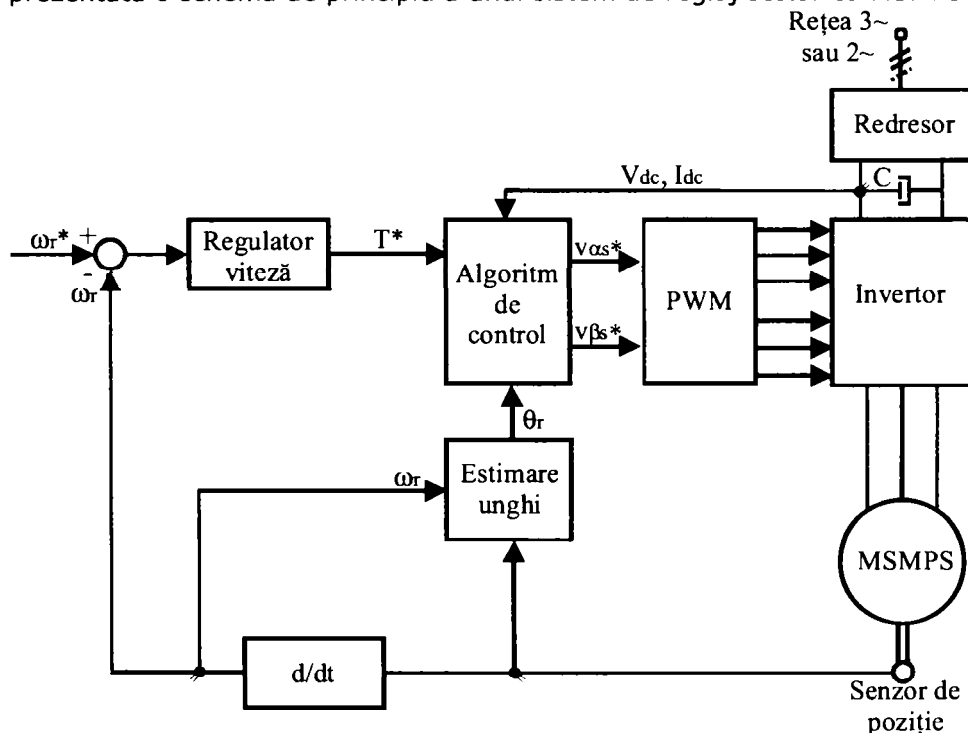 Rețea 3~
sau 2~
Redresor
Vdc, Idc
C
ωr*
+
-
ωr
Regulator
viteză
T*
Algoritm
de
control
vαs*
vβs*
PWM
Invertor
θr
ωr
Estimare
unghi
MSMPS
d/dt
Senzor de
poziție